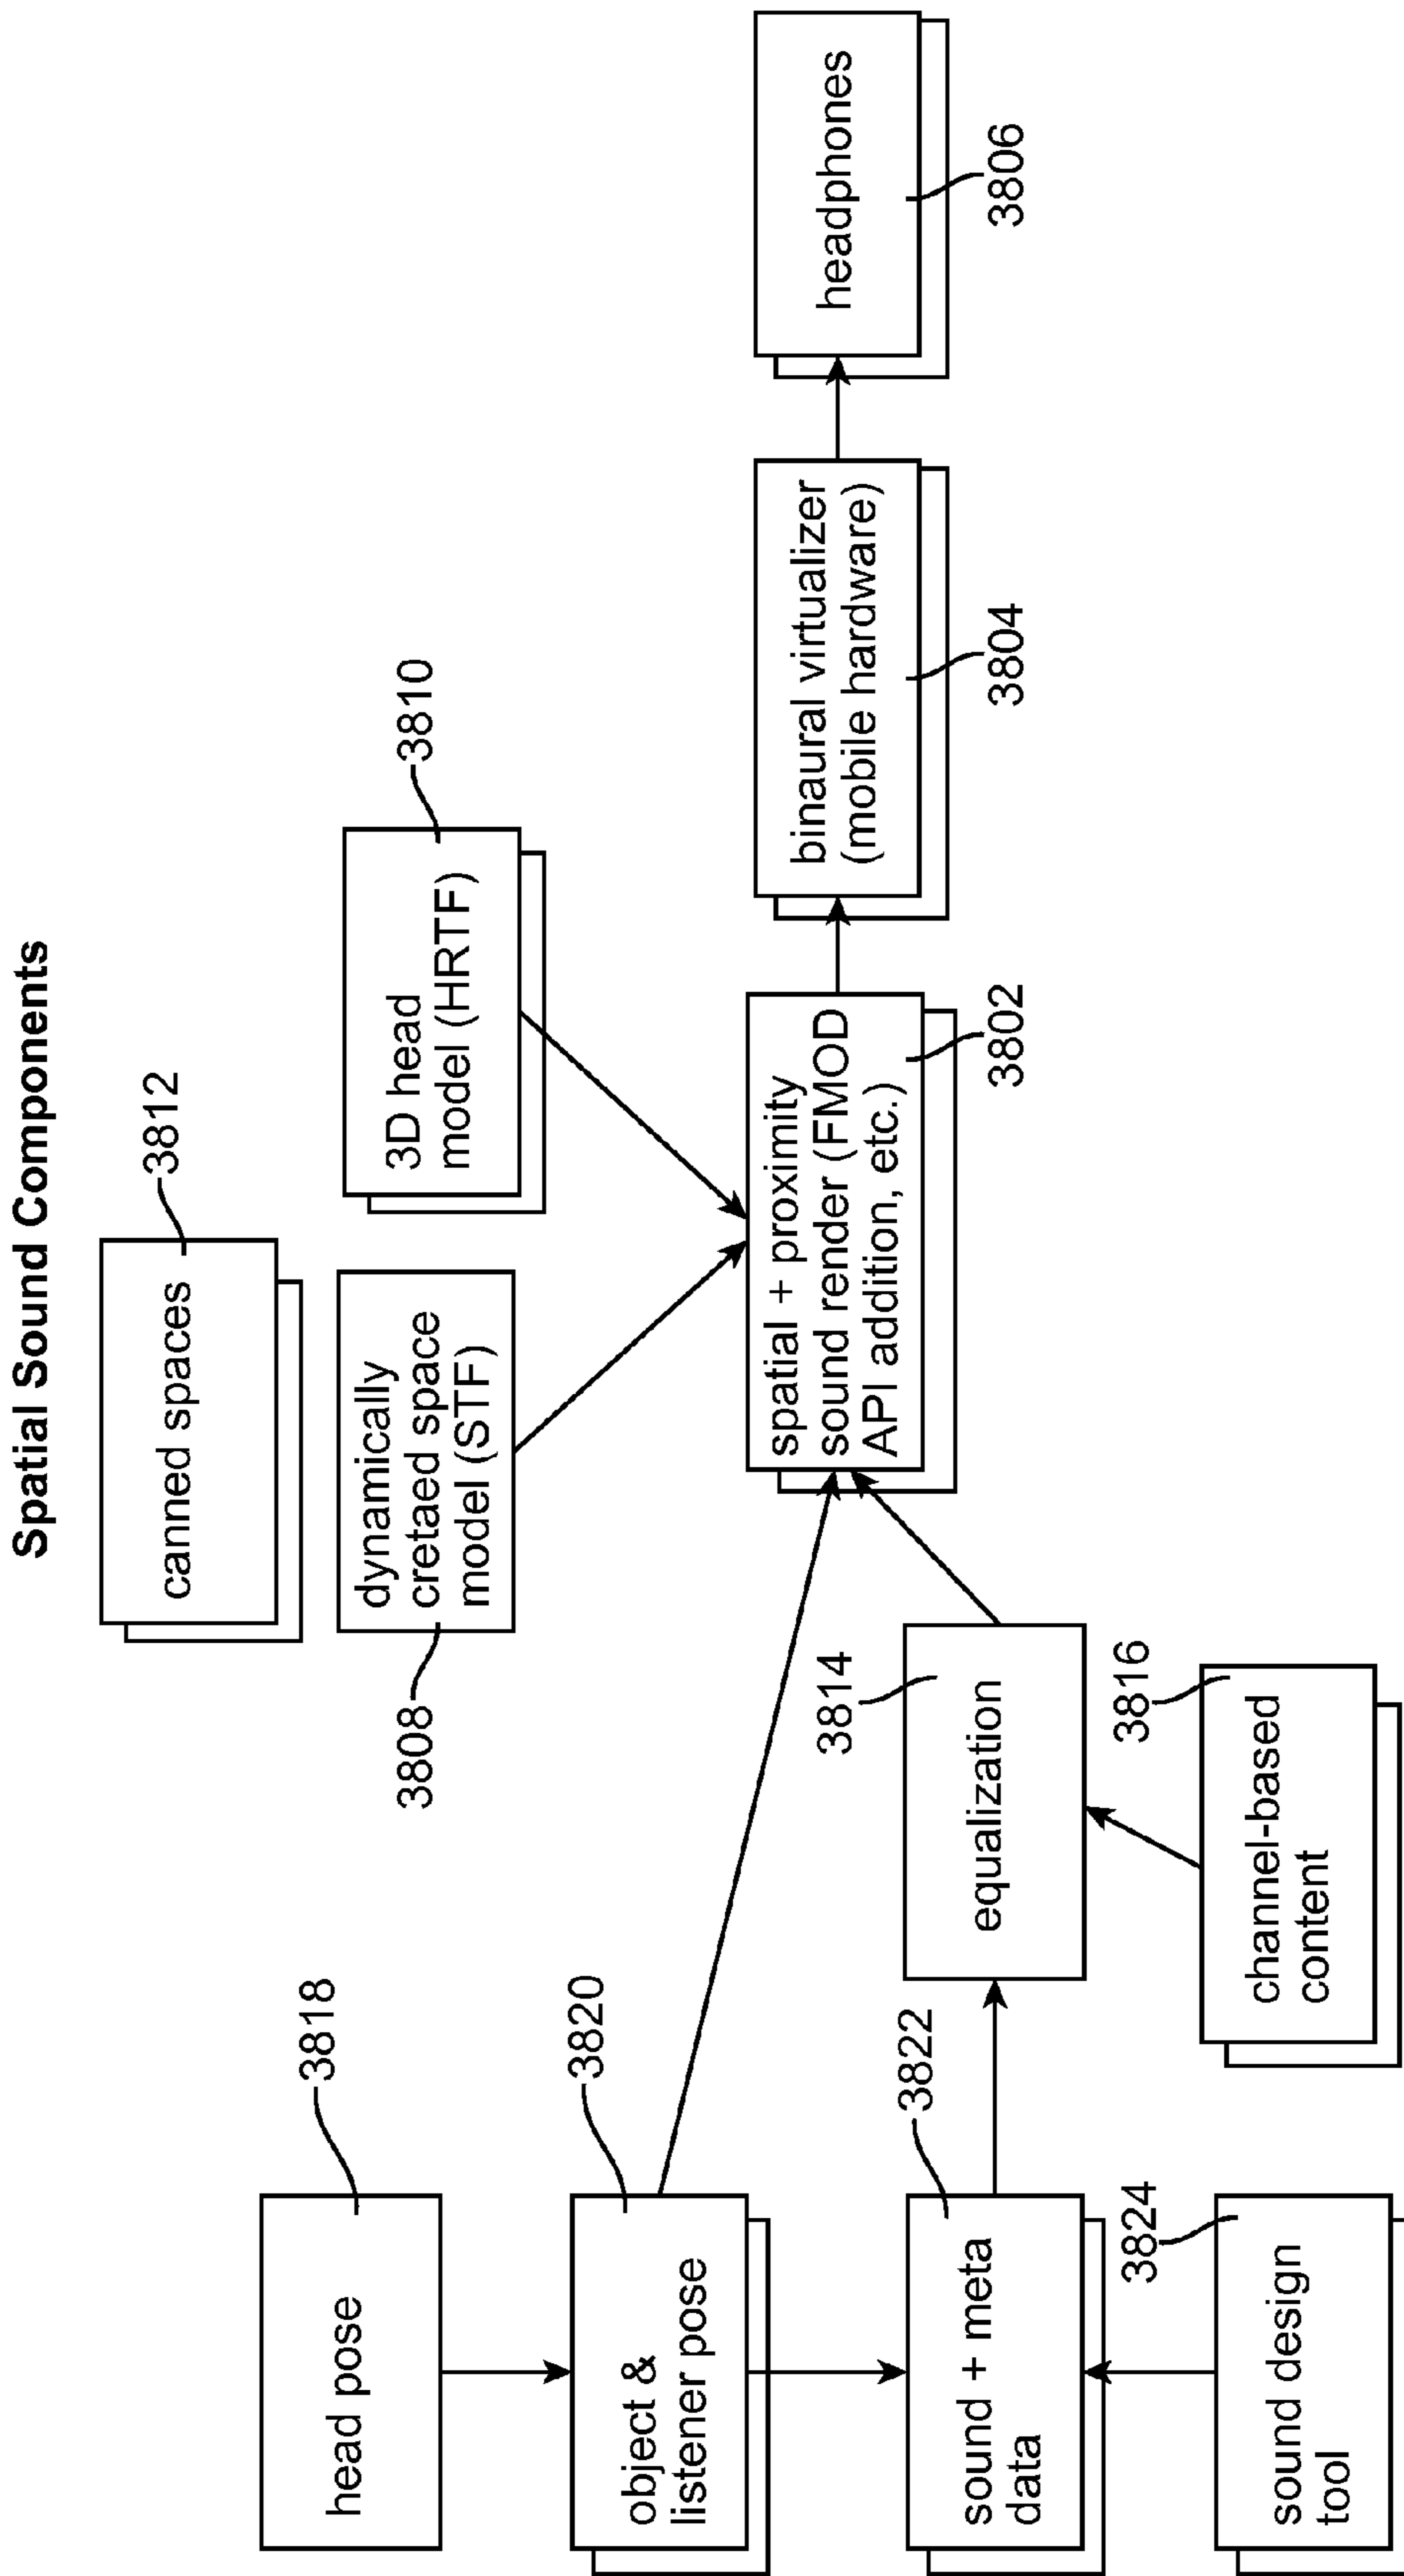 Spatial Sound Components
3812
canned spaces
3810
3D head
model (HRTF)
3808
dynamically
cretaed space
model (STF)
3818
head pose
3820
object &
listener pose
spatial + proximity
sound render (FMOD
API addition, etc.)
3802
binaural virtualizer
(mobile hardware)
3804
headphones
3806
3814
equalization
3822
sound + meta
data
3816
channel-based
content
3824
sound design
tool